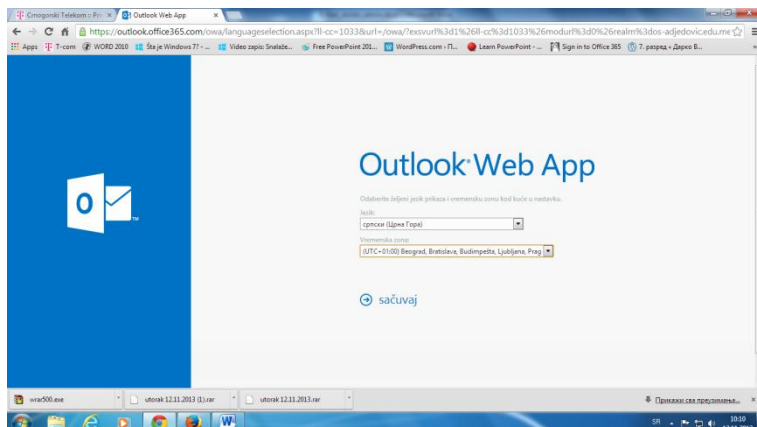 Crnogorski Telekom :: Pri
Outlook Web App
https://outlook.office365.com/owa/languageselection.aspx?ll-cc=1033&url=/owa/?exsvurl%3d1%26ll-cc%3d1033%26modurl%3d0%26realm%3dos-adjedovic.edu.me
Apps T-com WORD 2010 Šta je Windows 7? - ... Video zapis: Snalaže... Free PowerPoint 201... WordPress.com › П... Learn PowerPoint - ... Sign in to Office 365 7. разред « Дарко В...
Outlook Web App
Odaberite željeni jezik prikaza i vremensku zonu kod kuće u nastavku.
Jezik:
српски (Црна Гора)
Vremenska zona:
(UTC+01:00) Beograd, Bratislava, Budimpešta, Ljubljana, Prag
sačuvaj
wrar500.exe
utorak 12.11.2013 (1).rar
utorak 12.11.2013.rar
Прикажи сва преузимања...
SR
10:10